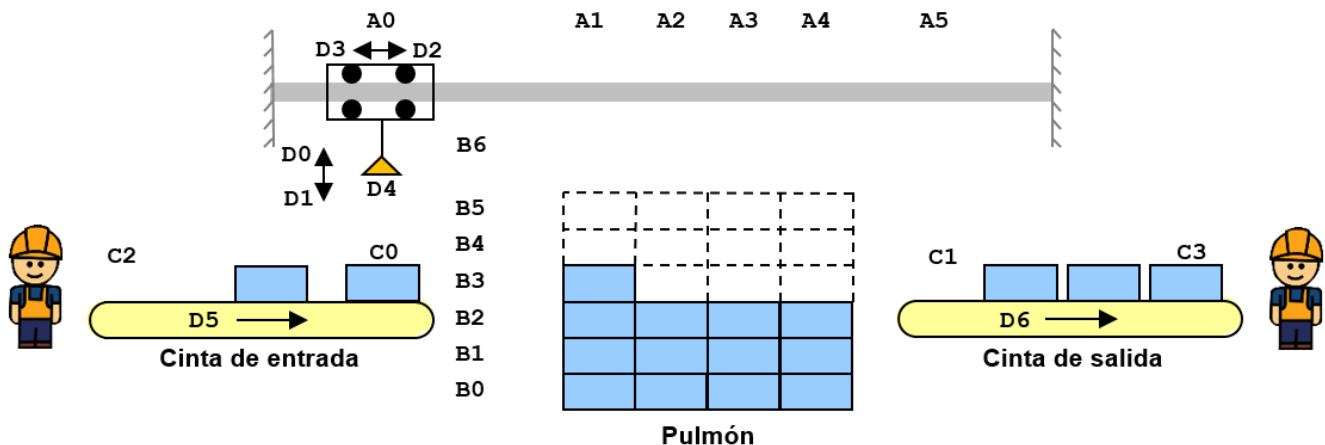 A0 A1 A2 A3 A4 A5
D3 D2
B6
D0
D4
D1
B5
C2 C0 B4 C1 C3
B3
D5 B2 D6
Cinta de entrada B1 Cinta de salida
B0
Pulmón